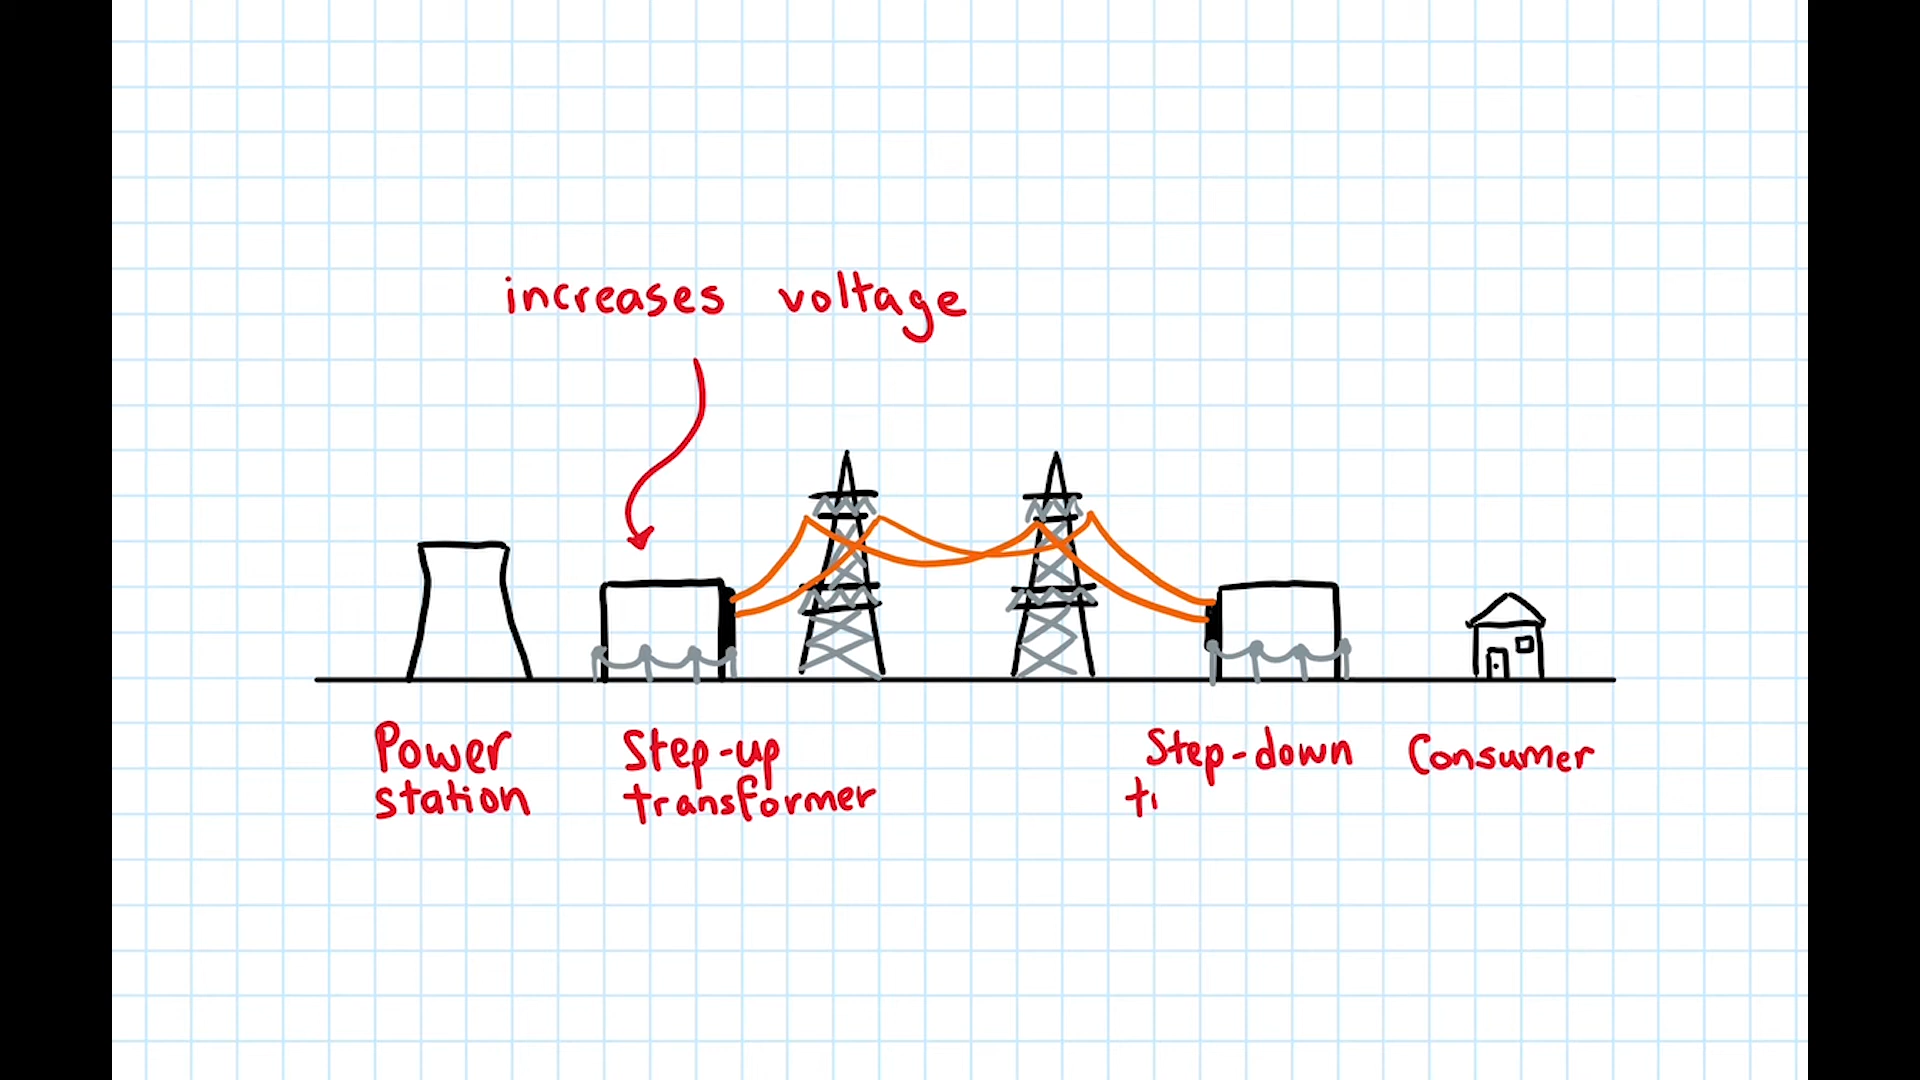 increases voltage
Power
station
Step-up
transformer
Step-down
Consumer